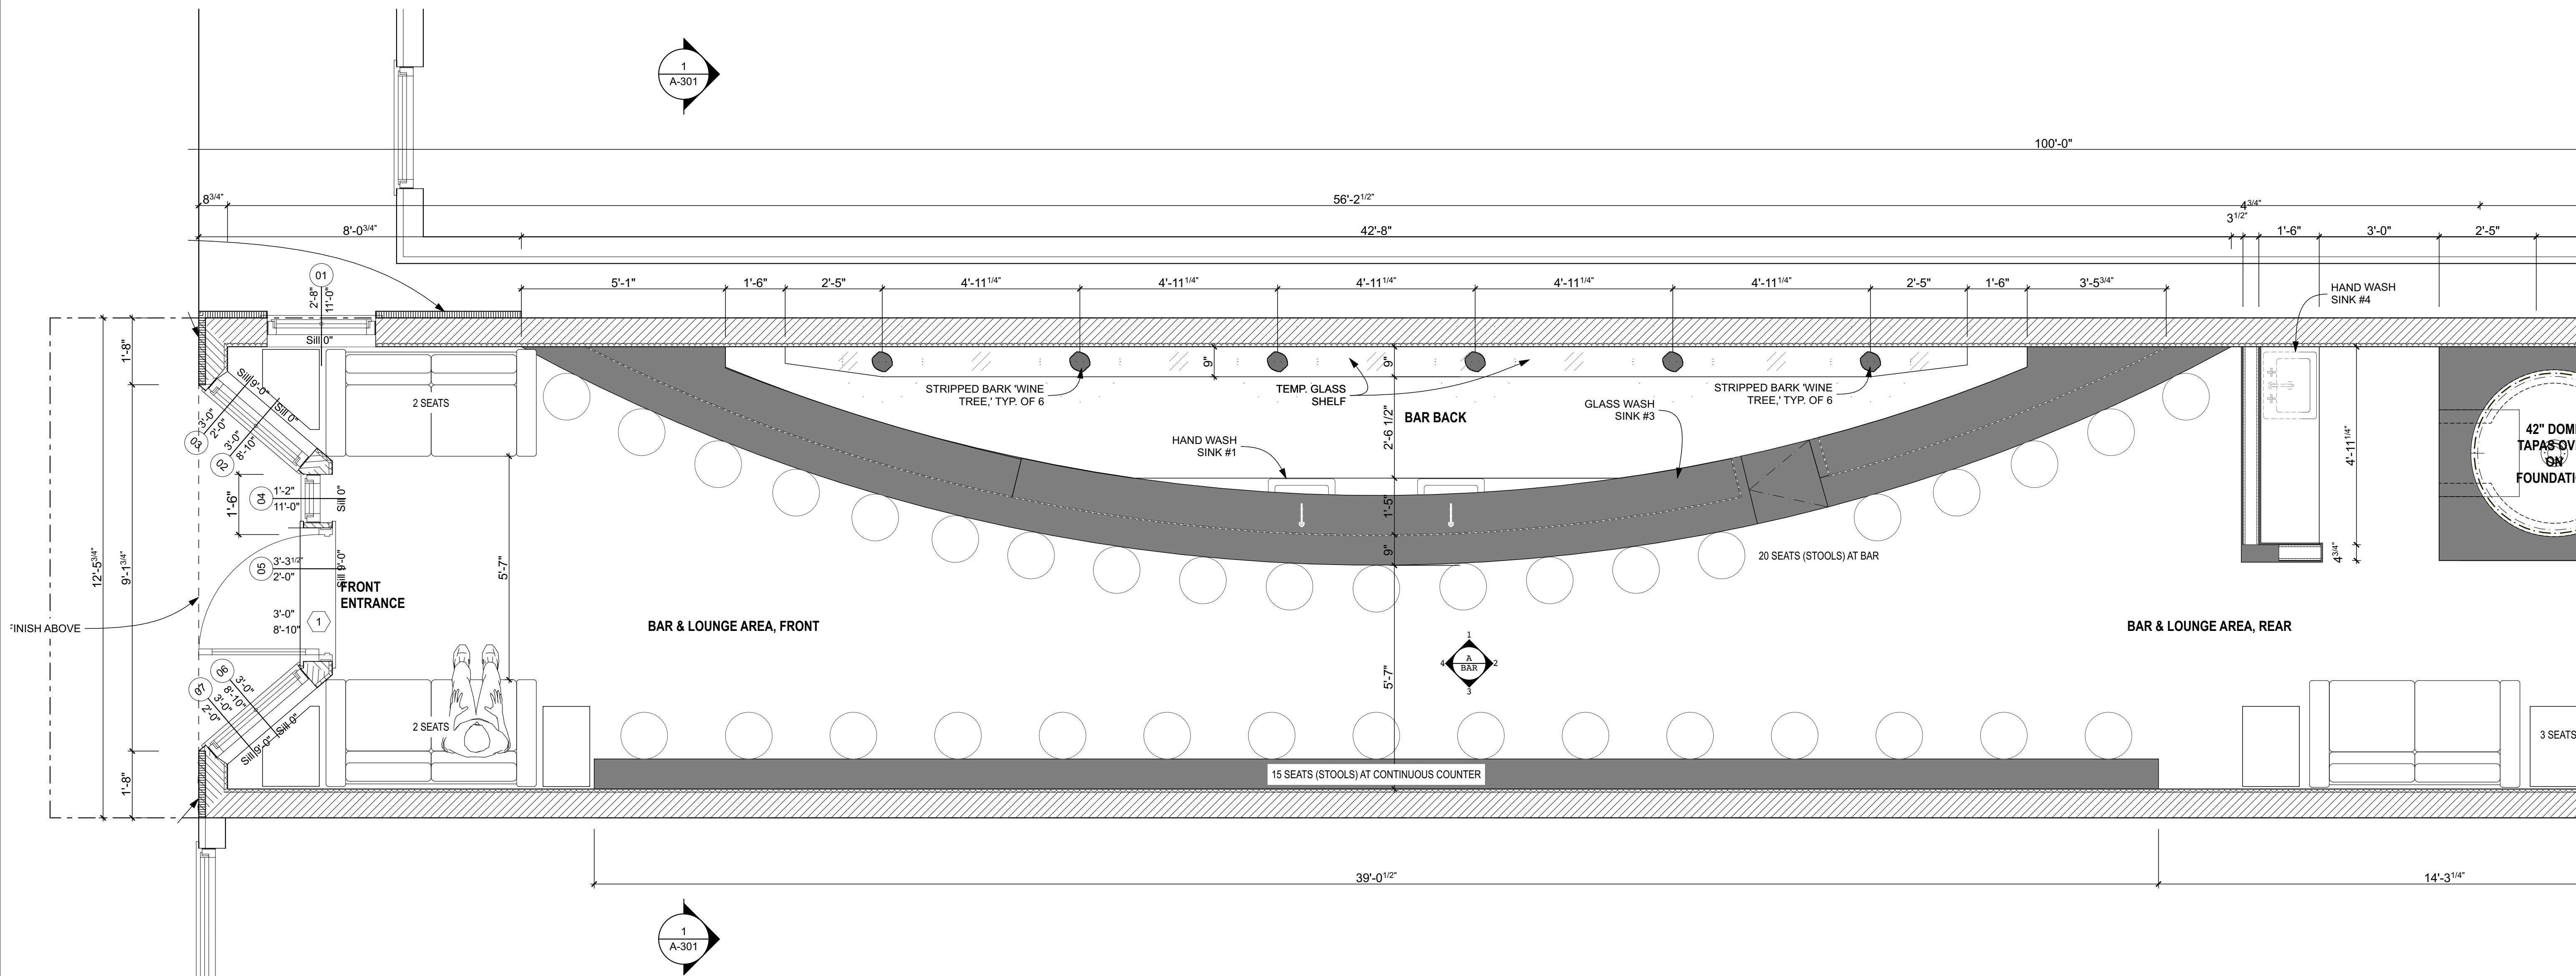 1
A-301
100'-0"
8 3/4"
56'-2 1/2"
4 3/4"
3 1/2"
8'-0 3/4"
42'-8"
1'-6"
3'-0"
2'-5"
5'-1"
1'-6"
2'-5"
4'-11 1/4"
4'-11 1/4"
4'-11 1/4"
4'-11 1/4"
4'-11 1/4"
2'-5"
1'-6"
3'-5 3/4"
01
2'-8"
11'-0"
Sill 0"
HAND WASH
SINK #4
1'-8"
9"
9"
STRIPPED BARK 'WINE
TREE,' TYP. OF 6
TEMP. GLASS
SHELF
STRIPPED BARK 'WINE
TREE,' TYP. OF 6
BAR BACK
GLASS WASH
SINK #3
2'-6 1/2"
HAND WASH
SINK #1
2 SEATS
Sill 9'-0"
Sill 0"
03
3'-0"
2'-0"
02
3'-0"
8'-10"
4'-11 1/4"
42" DOM
TAPAS OV
ON
FOUNDATI
1'-6"
04
1'-2"
11'-0"
Sill 0"
1'-5"
9"
20 SEATS (STOOLS) AT BAR
4 3/4"
12'-5 3/4"
9'-1 3/4"
05
3'-3 1/2"
2'-0"
Sill 9'-0"
5'-7"
FRONT
ENTRANCE
3'-0"
8'-10"
1
FINISH ABOVE
BAR & LOUNGE AREA, FRONT
BAR & LOUNGE AREA, REAR
1
4
A
BAR
2
3
5'-7"
06
3'-0"
8'-10"
07
3'-0"
2'-0"
Sill 0"
Sill 9'-0"
2 SEATS
3 SEATS
1'-8"
15 SEATS (STOOLS) AT CONTINUOUS COUNTER
39'-0 1/2"
14'-3 1/4"
1
A-301